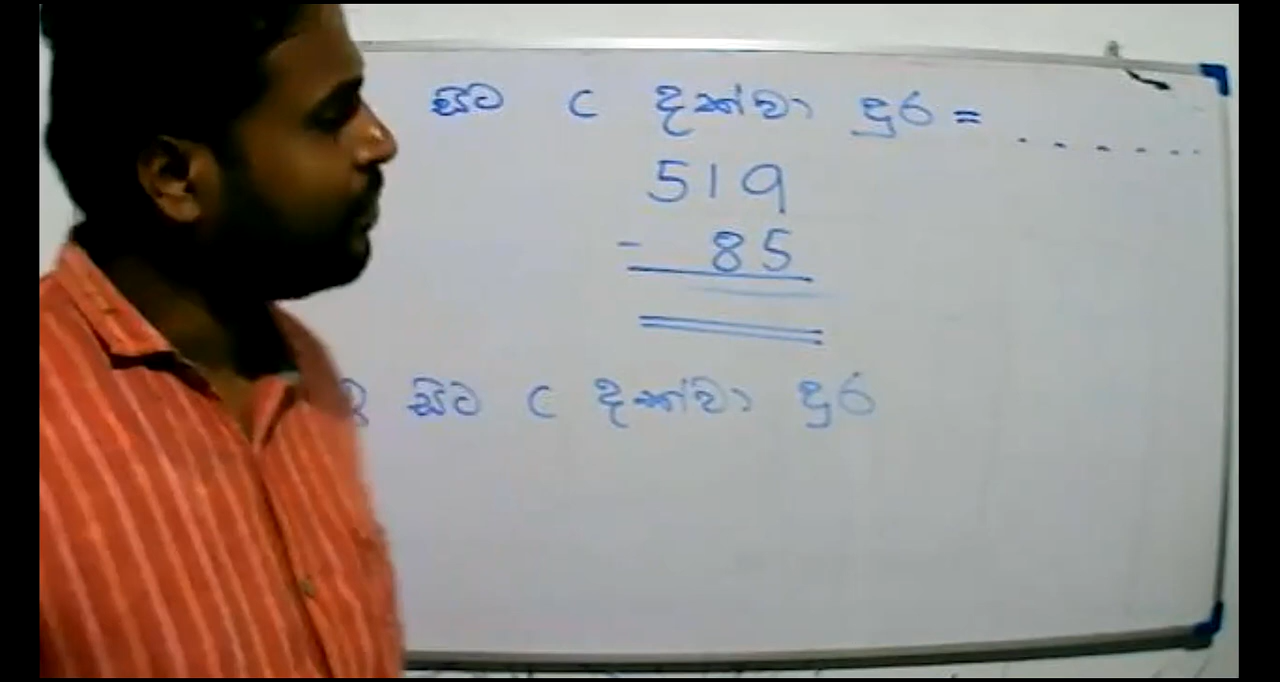 සිට C දක්වා දුර = . . . . . .
519
- 85
සිට C දක්වා දුර